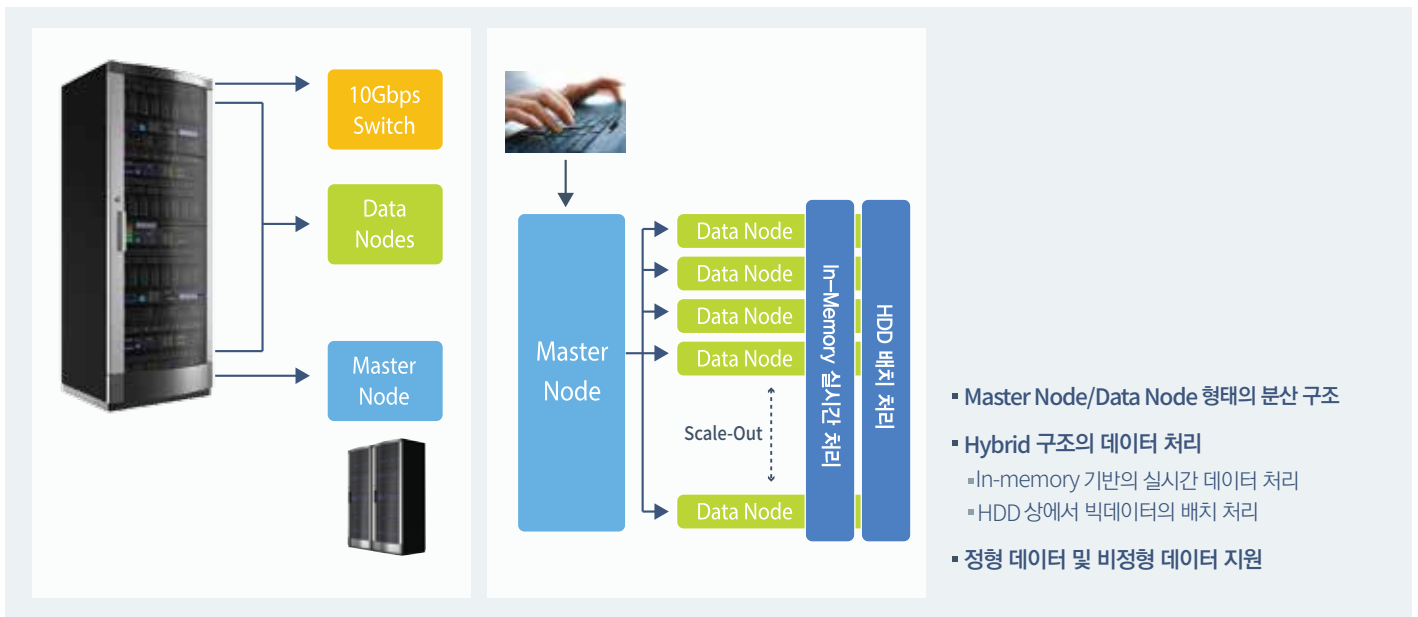 10Gbps
Switch
Data
Nodes
Master
Node
Master
Node
Data Node
Data Node
Data Node
Data Node
Scale-Out
Data Node
In-Memory 실시간 처리
HDD 배치 처리
▪ Master Node/Data Node 형태의 분산 구조
▪ Hybrid 구조의 데이터 처리
▪In-memory 기반의 실시간 데이터 처리
▪HDD 상에서 빅데이터의 배치 처리
▪ 정형 데이터 및 비정형 데이터 지원